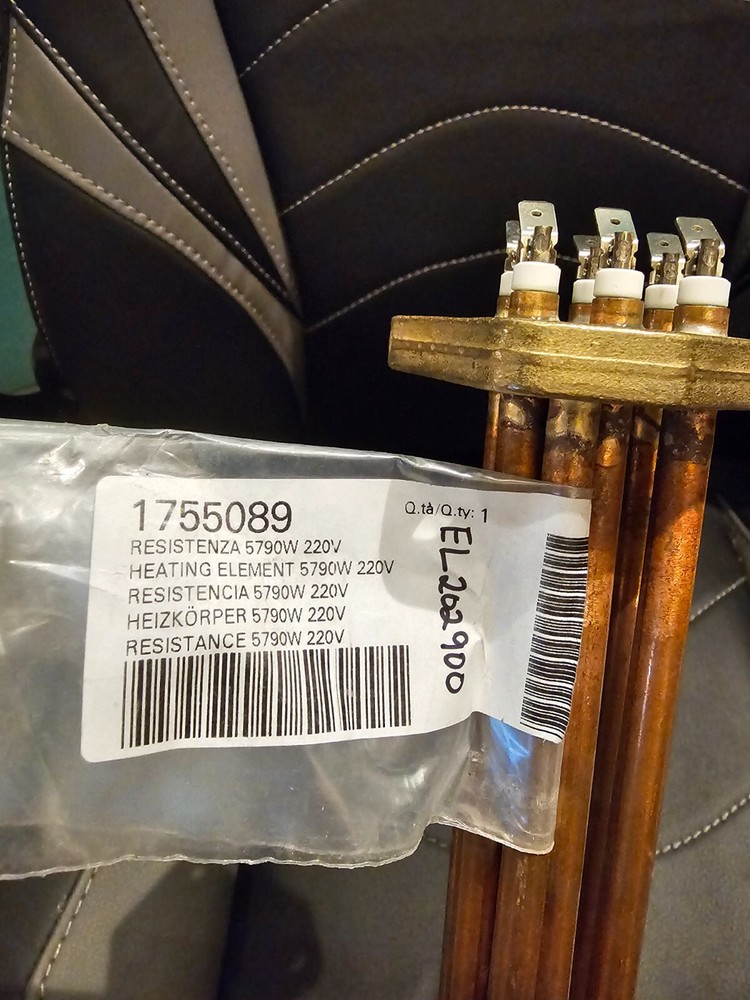 1755089
Q.tà/Q.ty: 1
RESISTENZA 5790W 220V
HEATING ELEMENT 5790W 220V
RESISTENCIA 5790W 220V
HEIZKÖRPER 5790W 220V
RESISTANCE 5790W 220V
EL202900